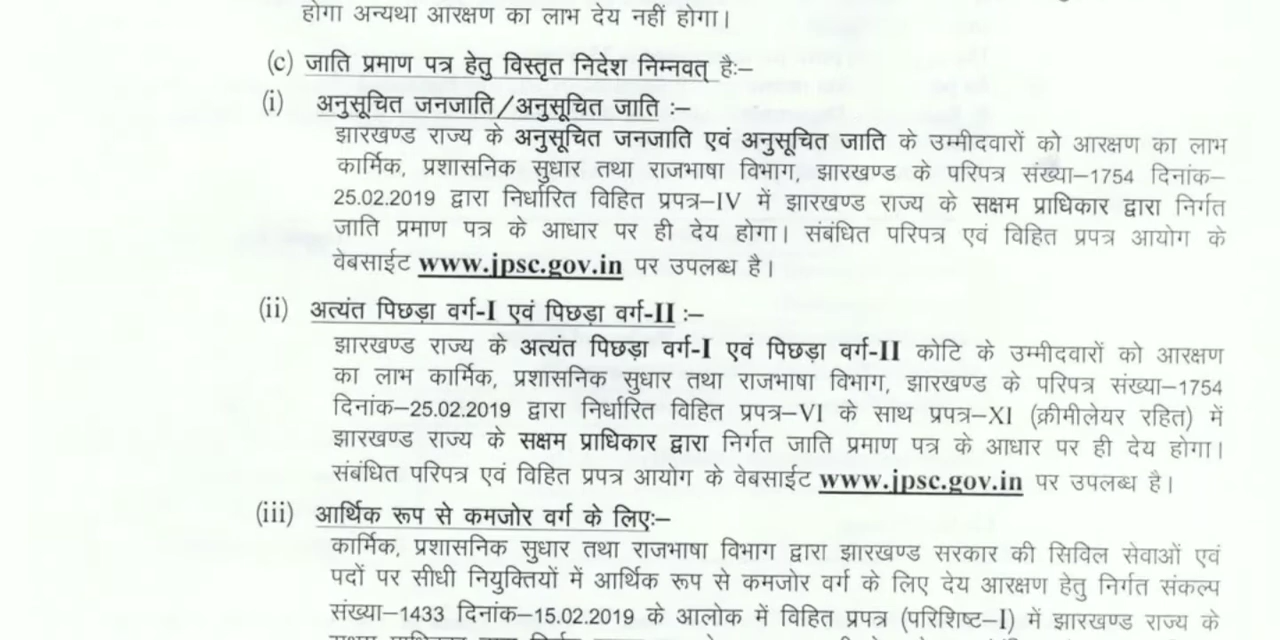 होगा अन्यथा आरक्षण का लाभ देय नहीं होगा।
(c) जाति प्रमाण पत्र हेतु विस्तृत निदेश निम्नवत् है:–
(i) अनुसूचित जनजाति/अनुसूचित जाति :–
झारखण्ड राज्य के अनुसूचित जनजाति एवं अनुसूचित जाति के उम्मीदवारों को आरक्षण का लाभ
कार्मिक, प्रशासनिक सुधार तथा राजभाषा विभाग, झारखण्ड के परिपत्र संख्या–1754 दिनांक–
25.02.2019 द्वारा निर्धारित विहित प्रपत्र–IV में झारखण्ड राज्य के सक्षम प्राधिकार द्वारा निर्गत
जाति प्रमाण पत्र के आधार पर ही देय होगा। संबंधित परिपत्र एवं विहित प्रपत्र आयोग के
वेबसाईट www.jpsc.gov.in पर उपलब्ध है।
(ii) अत्यंत पिछड़ा वर्ग-I एवं पिछड़ा वर्ग-II :–
झारखण्ड राज्य के अत्यंत पिछड़ा वर्ग-I एवं पिछड़ा वर्ग-II कोटि के उम्मीदवारों को आरक्षण
का लाभ कार्मिक, प्रशासनिक सुधार तथा राजभाषा विभाग, झारखण्ड के परिपत्र संख्या–1754
दिनांक–25.02.2019 द्वारा निर्धारित विहित प्रपत्र–VI के साथ प्रपत्र–XI (क्रीमीलेयर रहित) में
झारखण्ड राज्य के सक्षम प्राधिकार द्वारा निर्गत जाति प्रमाण पत्र के आधार पर ही देय होगा।
संबंधित परिपत्र एवं विहित प्रपत्र आयोग के वेबसाईट www.jpsc.gov.in पर उपलब्ध है।
(iii) आर्थिक रूप से कमजोर वर्ग के लिए:–
कार्मिक, प्रशासनिक सुधार तथा राजभाषा विभाग द्वारा झारखण्ड सरकार की सिविल सेवाओं एवं
पदों पर सीधी नियुक्तियों में आर्थिक रूप से कमजोर वर्ग के लिए देय आरक्षण हेतु निर्गत संकल्प
संख्या–1433 दिनांक–15.02.2019 के आलोक में विहित प्रपत्र (परिशिष्ट–I) में झारखण्ड राज्य के